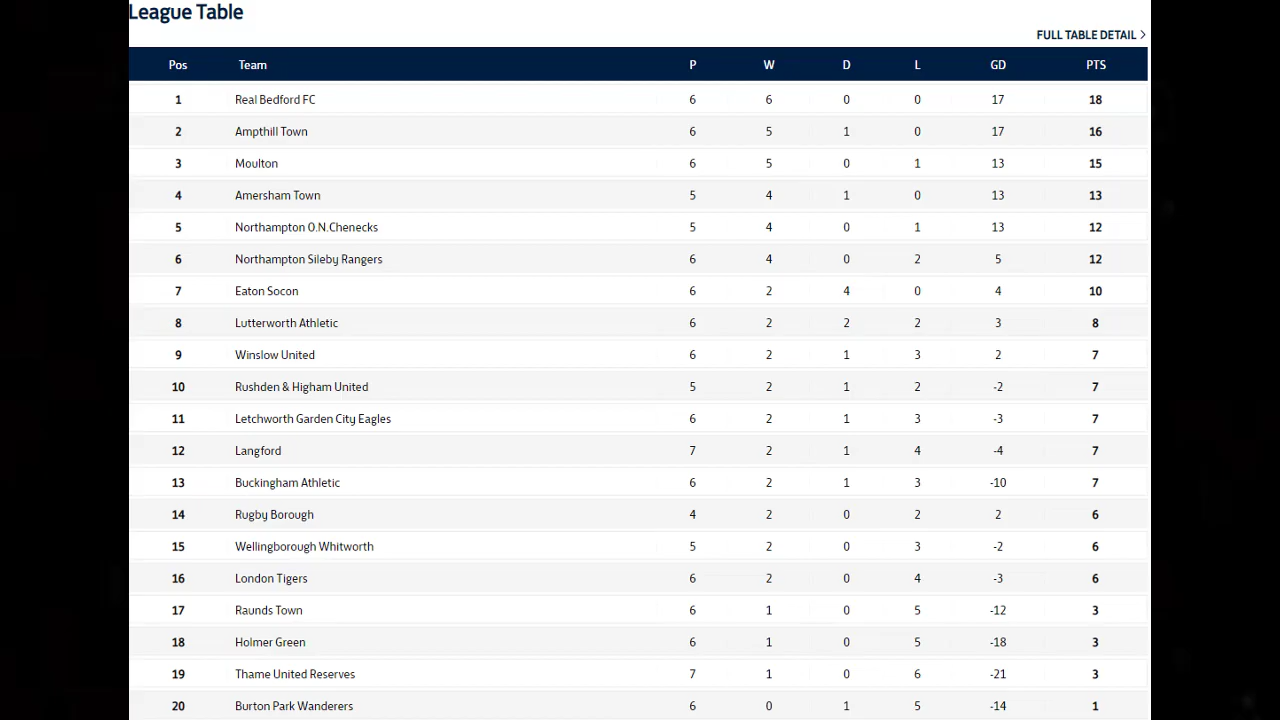 League Table
FULL TABLE DETAIL >
Pos Team P W D L GD PTS
1 Real Bedford FC 6 6 0 0 17 18
2 Ampthill Town 6 5 1 0 17 16
3 Moulton 6 5 0 1 13 15
4 Amersham Town 5 4 1 0 13 13
5 Northampton O.N.Chenecks 5 4 0 1 13 12
6 Northampton Sileby Rangers 6 4 0 2 5 12
7 Eaton Socon 6 2 4 0 4 10
8 Lutterworth Athletic 6 2 2 2 3 8
9 Winslow United 6 2 1 3 2 7
10 Rushden & Higham United 5 2 1 2 -2 7
11 Letchworth Garden City Eagles 6 2 1 3 -3 7
12 Langford 7 2 1 4 -4 7
13 Buckingham Athletic 6 2 1 3 -10 7
14 Rugby Borough 4 2 0 2 2 6
15 Wellingborough Whitworth 5 2 0 3 -2 6
16 London Tigers 6 2 0 4 -3 6
17 Raunds Town 6 1 0 5 -12 3
18 Holmer Green 6 1 0 5 -18 3
19 Thame United Reserves 7 1 0 6 -21 3
20 Burton Park Wanderers 6 0 1 5 -14 1